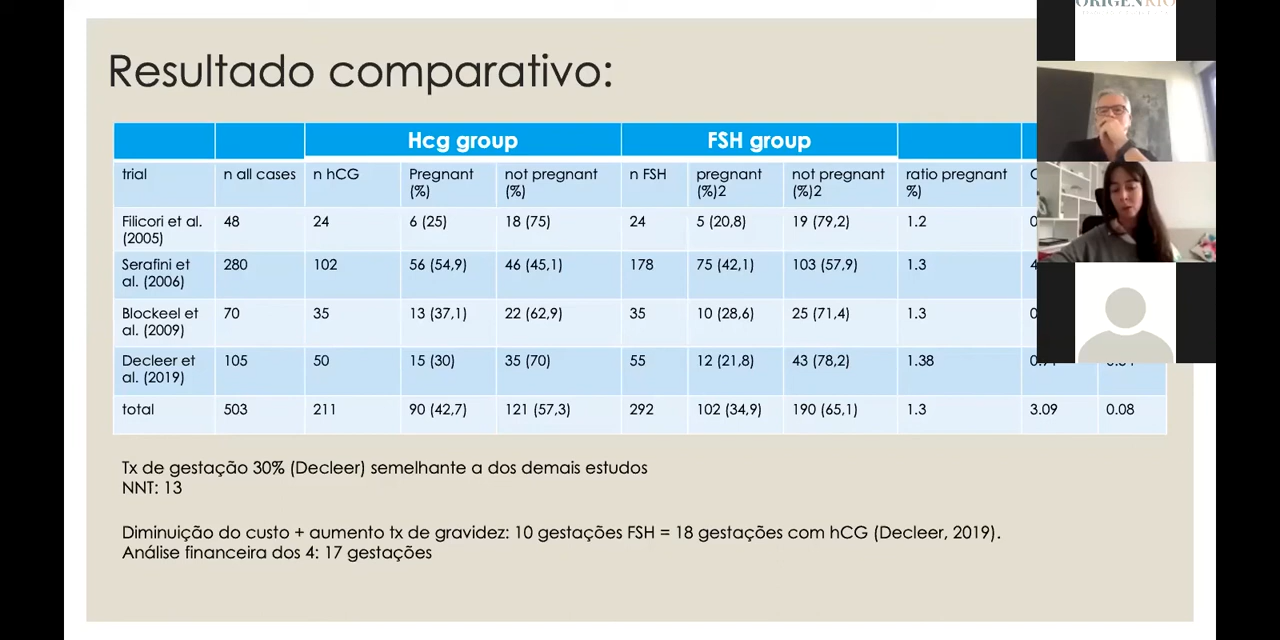 ORIGENRIO
Resultado comparativo:
Hcg group FSH group
trial n all cases n hCG Pregnant (%) not pregnant (%) n FSH pregnant (%)2 not pregnant (%)2 ratio pregnant %)
Filicori et al. (2005) 48 24 6 (25) 18 (75) 24 5 (20,8) 19 (79,2) 1.2
Serafini et al. (2006) 280 102 56 (54,9) 46 (45,1) 178 75 (42,1) 103 (57,9) 1.3
Blockeel et al. (2009) 70 35 13 (37,1) 22 (62,9) 35 10 (28,6) 25 (71,4) 1.3
Decleer et al. (2019) 105 50 15 (30) 35 (70) 55 12 (21,8) 43 (78,2) 1.38
total 503 211 90 (42,7) 121 (57,3) 292 102 (34,9) 190 (65,1) 1.3 3.09 0.08
Tx de gestação 30% (Decleer) semelhante a dos demais estudos
NNT: 13
Diminuição do custo + aumento tx de gravidez: 10 gestações FSH = 18 gestações com hCG (Decleer, 2019).
Análise financeira dos 4: 17 gestações